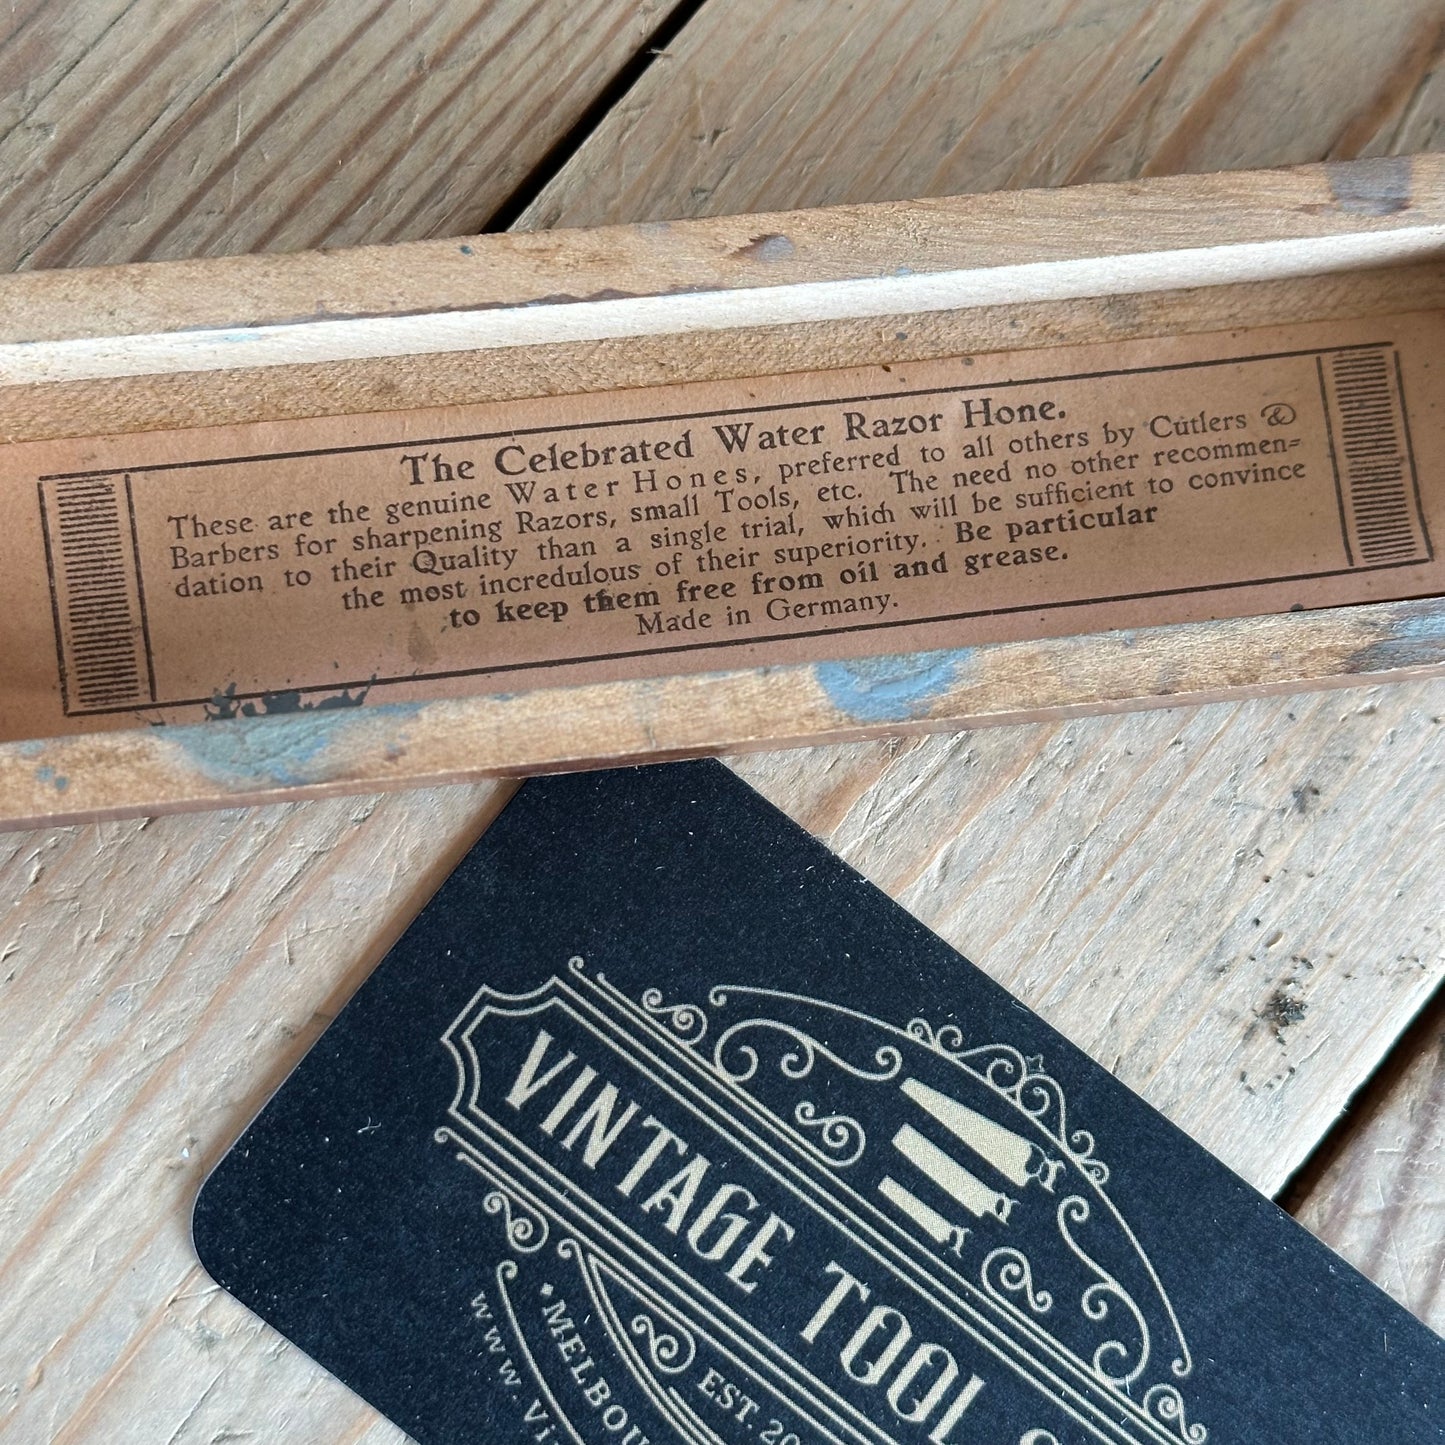 The Celebrated Water Razor Hone.
These are the genuine Water Hones, preferred to all others by Cutlers &
Barbers for sharpening Razors, small Tools, etc. The need no other recommen=
dation to their Quality than a single trial, which will be sufficient to convince
the most incredulous of their superiority. Be particular
to keep them free from oil and grease.
Made in Germany.
VINTAGE TOOL
EST. 20
• MELBOU
www.Vi